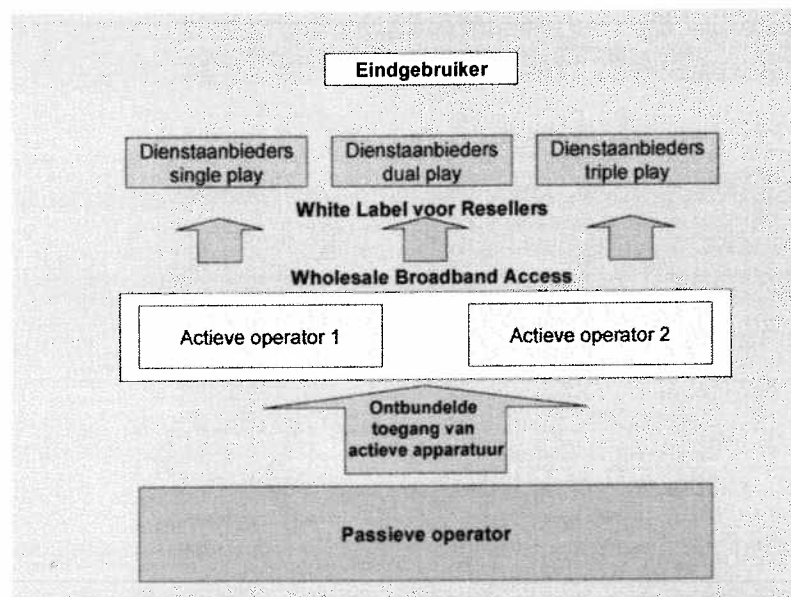 Eindgebruiker
Dienstaanbieders single play
Dienstaanbieders dual play
Dienstaanbieders triple play
White Label voor Resellers
Wholesale Broadband Access
Actieve operator 1
Actieve operator 2
Ontbundelde
toegang van
actieve apparatuur
Passieve operator